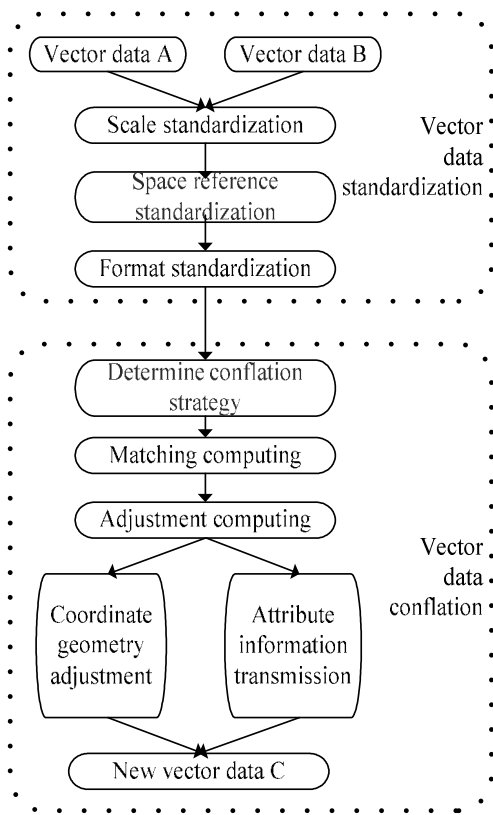 Vector data A
Vector data B
Scale standardization
Space reference
standardization
Format standardization
Vector
data
standardization
Determine conflation
strategy
Matching computing
Adjustment computing
Coordinate
geometry
adjustment
Attribute
information
transmission
Vector
data
conflation
New vector data C